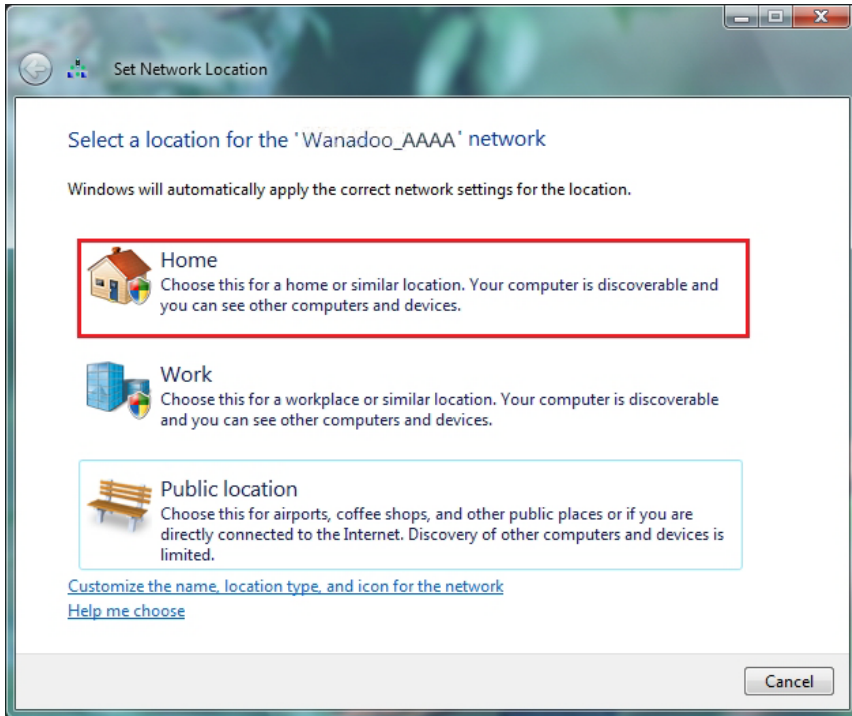 Set Network Location
Select a location for the 'Wanadoo_AAAA' network
Windows will automatically apply the correct network settings for the location.
Home
Choose this for a home or similar location. Your computer is discoverable and
you can see other computers and devices.
Work
Choose this for a workplace or similar location. Your computer is discoverable
and you can see other computers and devices.
Public location
Choose this for airports, coffee shops, and other public places or if you are
directly connected to the Internet. Discovery of other computers and devices is
limited.
Customize the name, location type, and icon for the network
Help me choose
Cancel